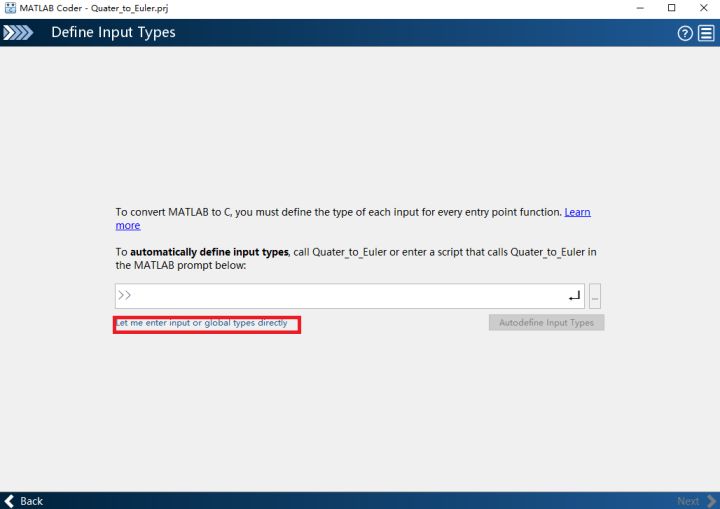 MATLAB Coder - Quater_to_Euler.prj
Define Input Types
To convert MATLAB to C, you must define the type of each input for every entry point function. Learn
more
To automatically define input types, call Quater_to_Euler or enter a script that calls Quater_to_Euler in
the MATLAB prompt below:
>>
...
Let me enter input or global types directly
Autodefine Input Types
Back
Next